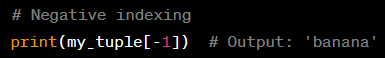 # Negative indexing
print(my_tuple[-1])  # Output: 'banana'